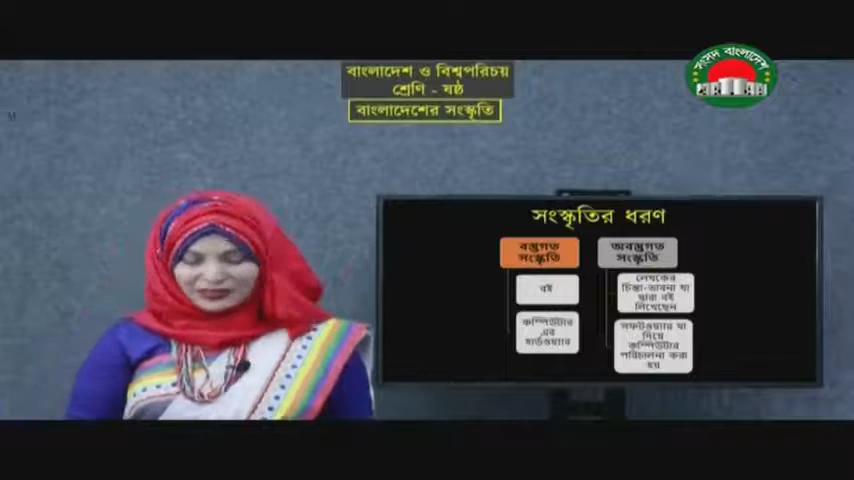 বাংলাদেশ ও বিশ্বপরিচয়
শ্রেণি - ষষ্ঠ
বাংলাদেশের সংস্কৃতি
সংসদ বাংলাদেশ
সংস্কৃতির ধরণ
বস্তুগত
সংস্কৃতি
অবস্তুগত
সংস্কৃতি
বই
লেখকের
চিন্তা-ভাবনা যা
দ্বারা বই
লিখেছেন
কম্পিউটার
এর
হার্ডওয়্যার
সফটওয়্যার যা
দিয়ে
কম্পিউটার
পরিচালনা করা
হয়